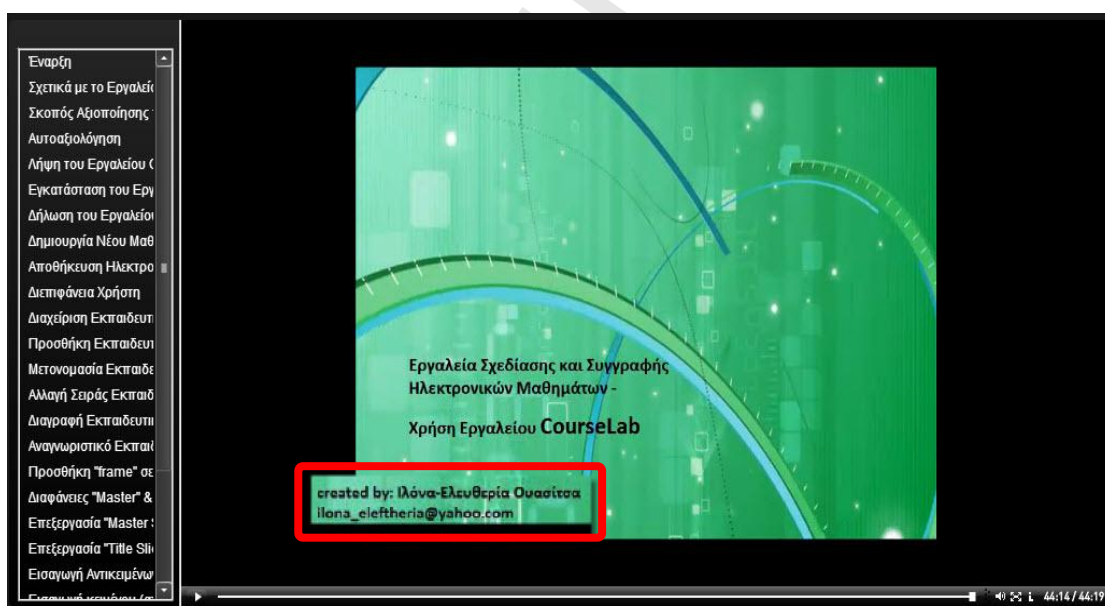 Έναρξη
Σχετικά με το Εργαλείο
Σκοπός Αξιοποίησης
Αυτοαξιολόγηση
Λήψη του Εργαλείου
Εγκατάσταση του Εργ
Δήλωση του Εργαλείου
Δημιουργία Νέου Μαθ
Αποθήκευση Ηλεκτρο
Διεπιφάνεια Χρήστη
Διαχείριση Εκπαιδευτι
Προσθήκη Εκπαιδευτ
Μετονομασία Εκπαιδε
Αλλαγή Σειράς Εκπαιδ
Διαγραφή Εκπαιδευτι
Αναγνωριστικό Εκπαιδ
Προσθήκη "frame" σε
Διαφάνειες "Master" &
Επεξεργασία "Master
Επεξεργασία "Title Sli
Εισαγωγή Αντικειμένω
Εργαλεία Σχεδίασης και Συγγραφής
Ηλεκτρονικών Μαθημάτων -
Χρήση Εργαλείου CourseLab
created by: Ιλόνα-Ελευθερία Ουασίτσα
ilona_eleftheria@yahoo.com
44:14 / 44:19